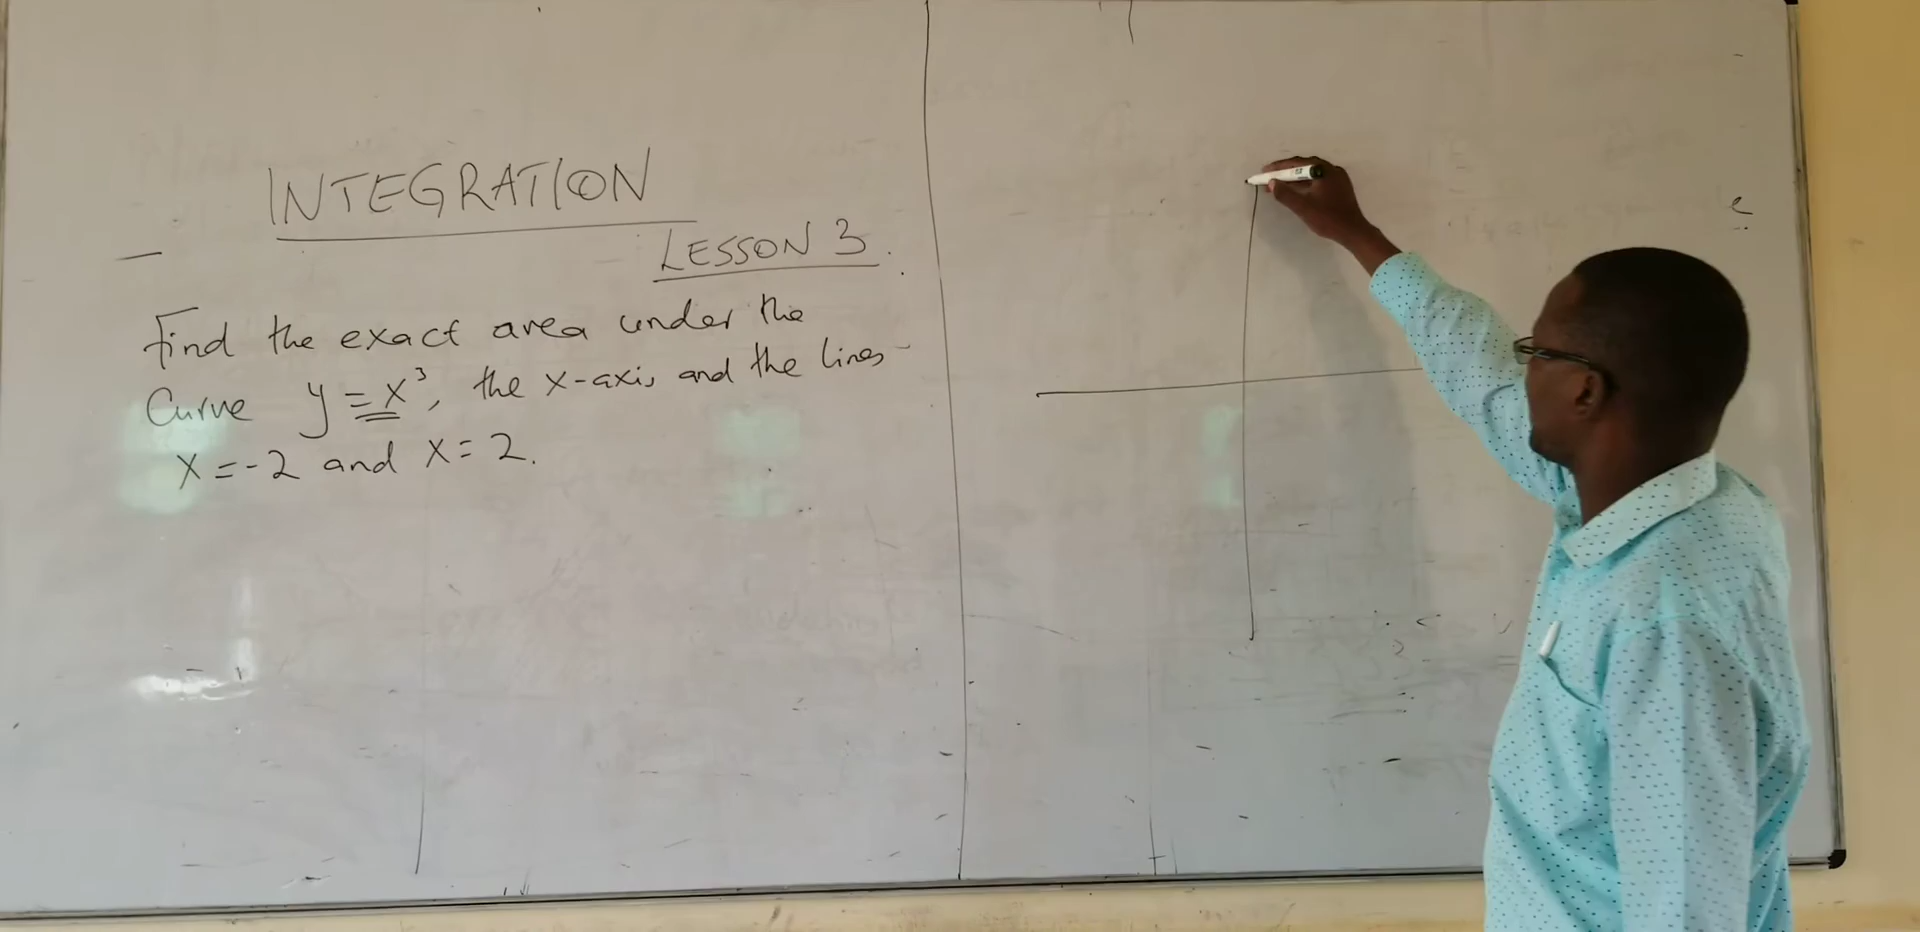 INTEGRATION
LESSON 3.
Find the exact area under the
Curve y = x³, the x-axis and the lines
x = -2 and x = 2.